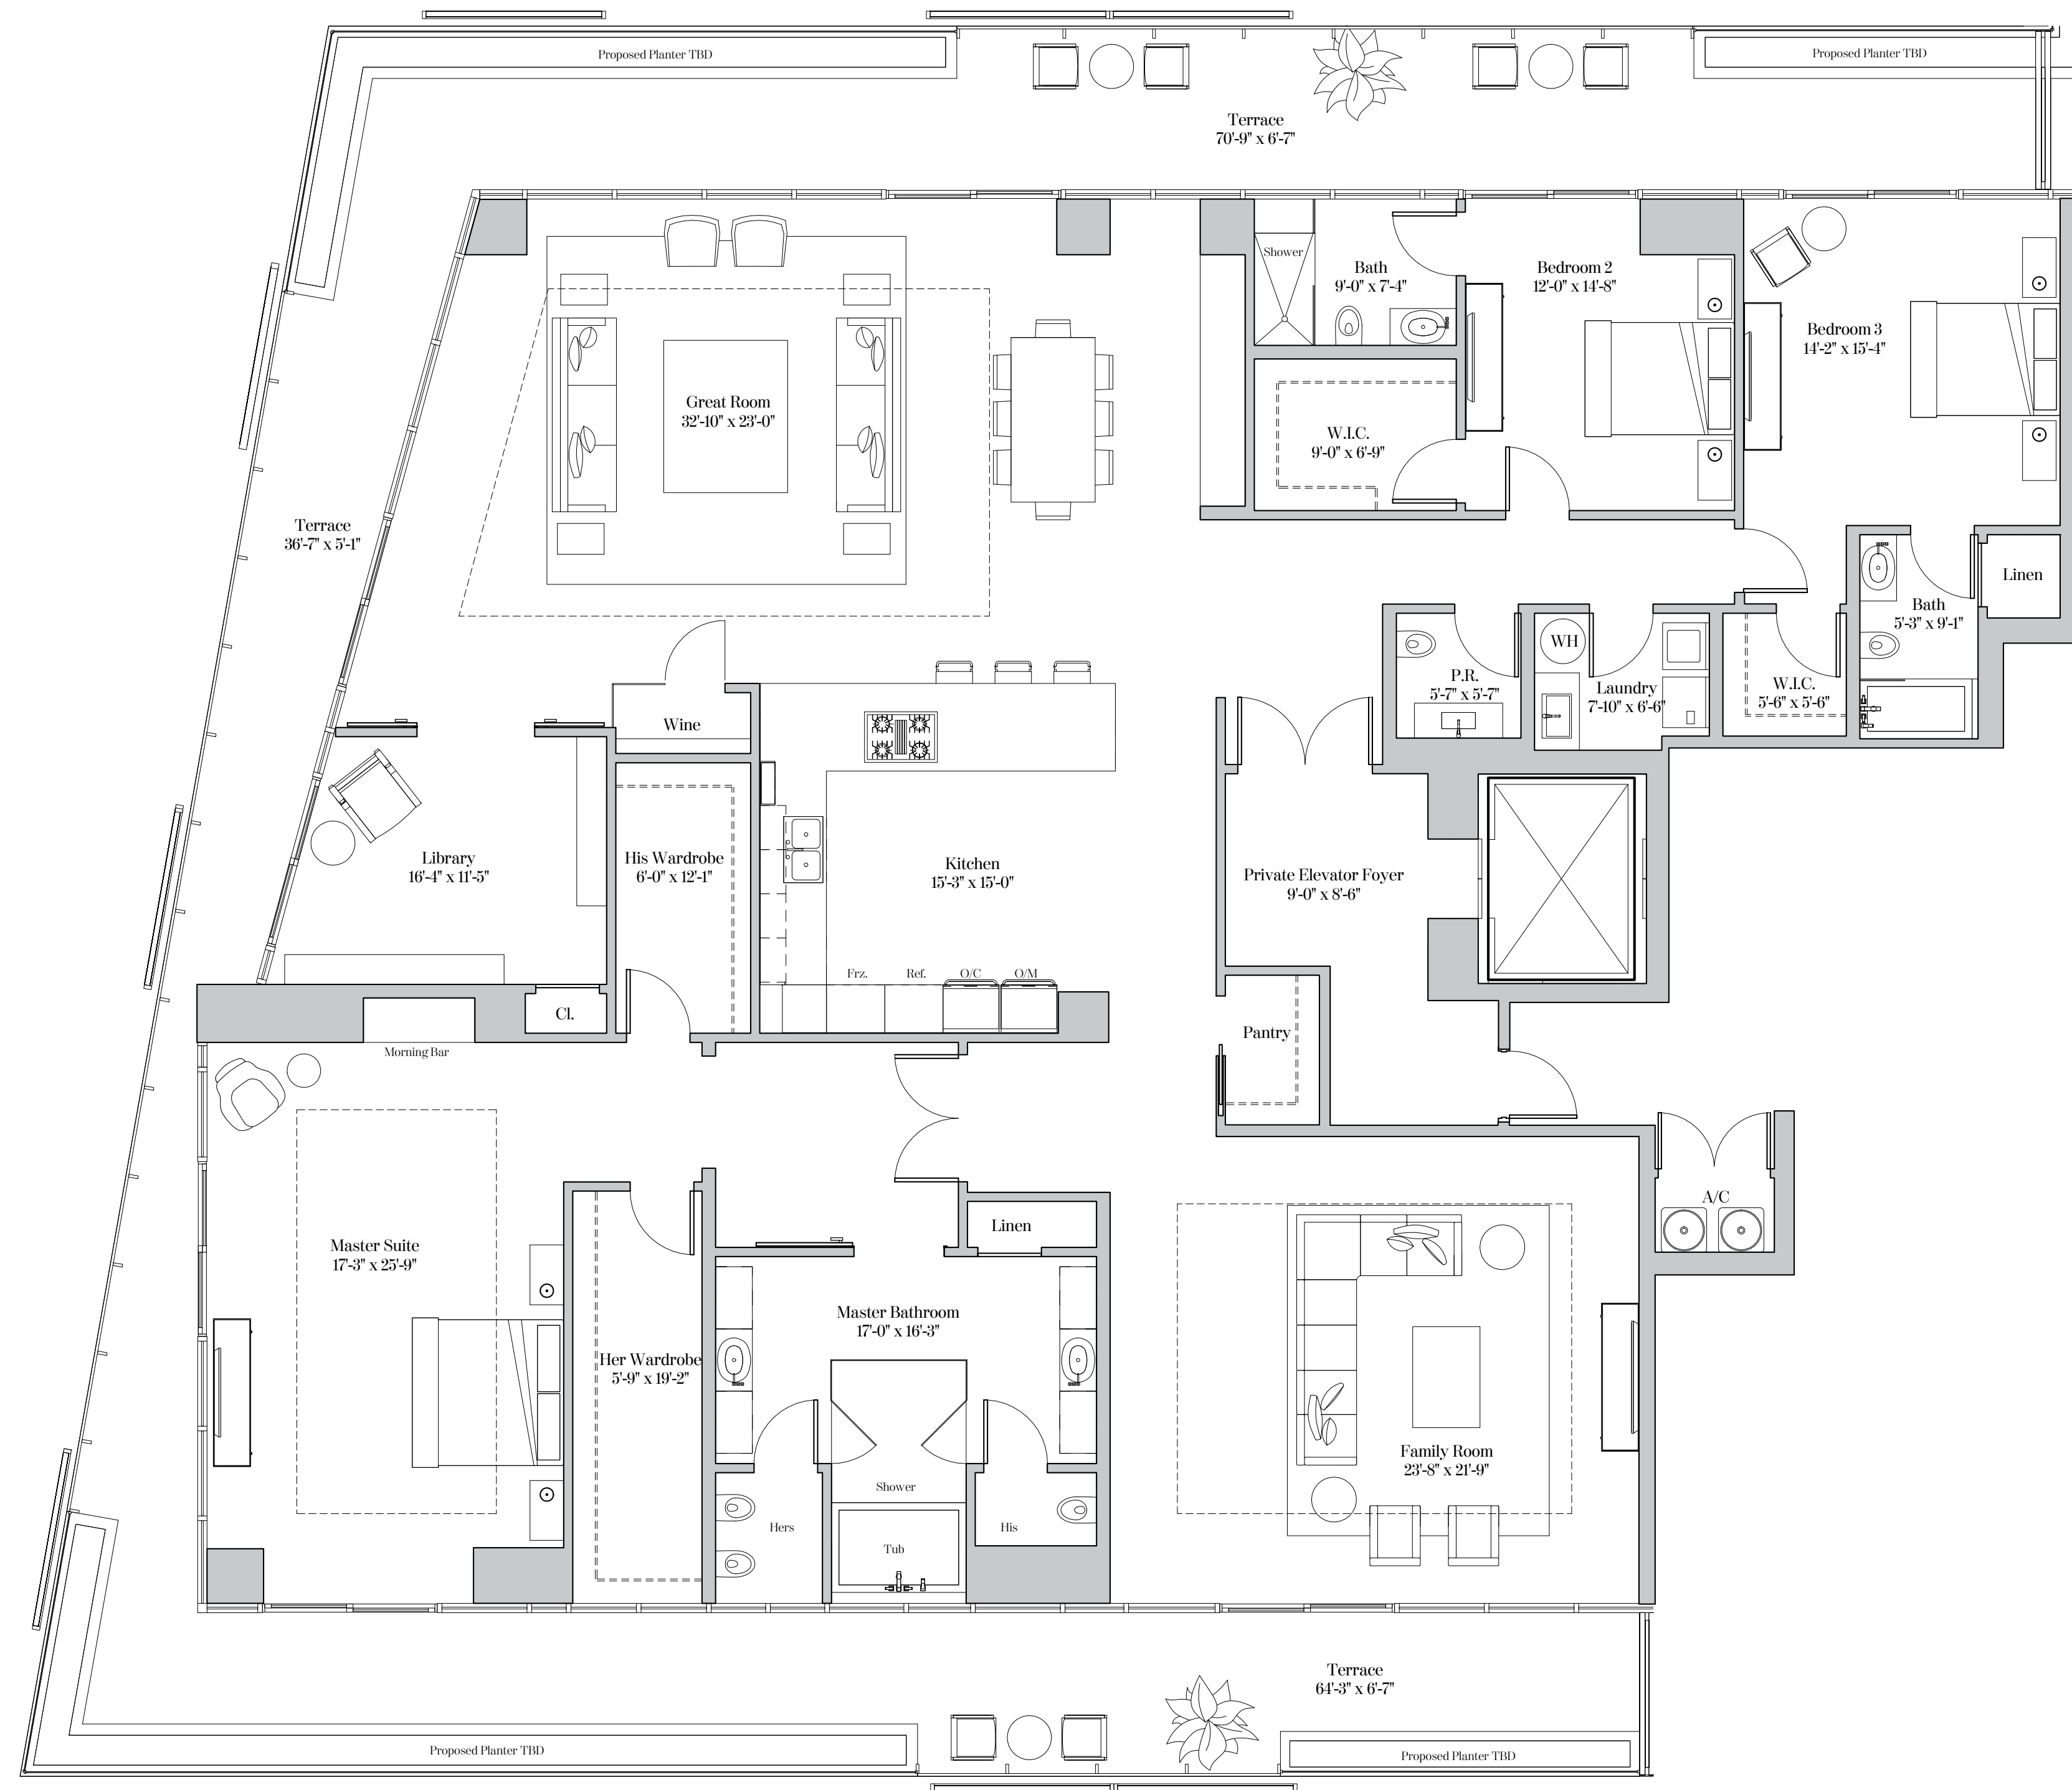 Proposed Planter TBD
Proposed Planter TBD
Terrace
70'-9" x 6'-7"
Shower
Bath
9'-0" x 7'-4"
Bedroom 2
12'-0" x 14'-8"
Bedroom 3
14'-2" x 15'-4"
Great Room
32'-10" x 23'-0"
W.I.C.
9'-0" x 6'-9"
Terrace
36'-7" x 5'-1"
Linen
Bath
5'-3" x 9'-1"
WH
P.R.
5'-7" x 5'-7"
Laundry
7'-10" x 6'-6"
W.I.C.
5'-6" x 5'-6"
Wine
Library
16'-4" x 11'-5"
His Wardrobe
6'-0" x 12'-1"
Kitchen
15'-3" x 15'-0"
Private Elevator Foyer
9'-0" x 8'-6"
Frz.
Ref.
O/C
O/M
Cl.
Pantry
Morning Bar
A/C
Linen
Master Suite
17'-3" x 25'-9"
Master Bathroom
17'-0" x 16'-3"
Her Wardrobe
5'-9" x 19'-2"
Family Room
23'-8" x 21'-9"
Shower
Hers
His
Tub
Terrace
64'-3" x 6'-7"
Proposed Planter TBD
Proposed Planter TBD